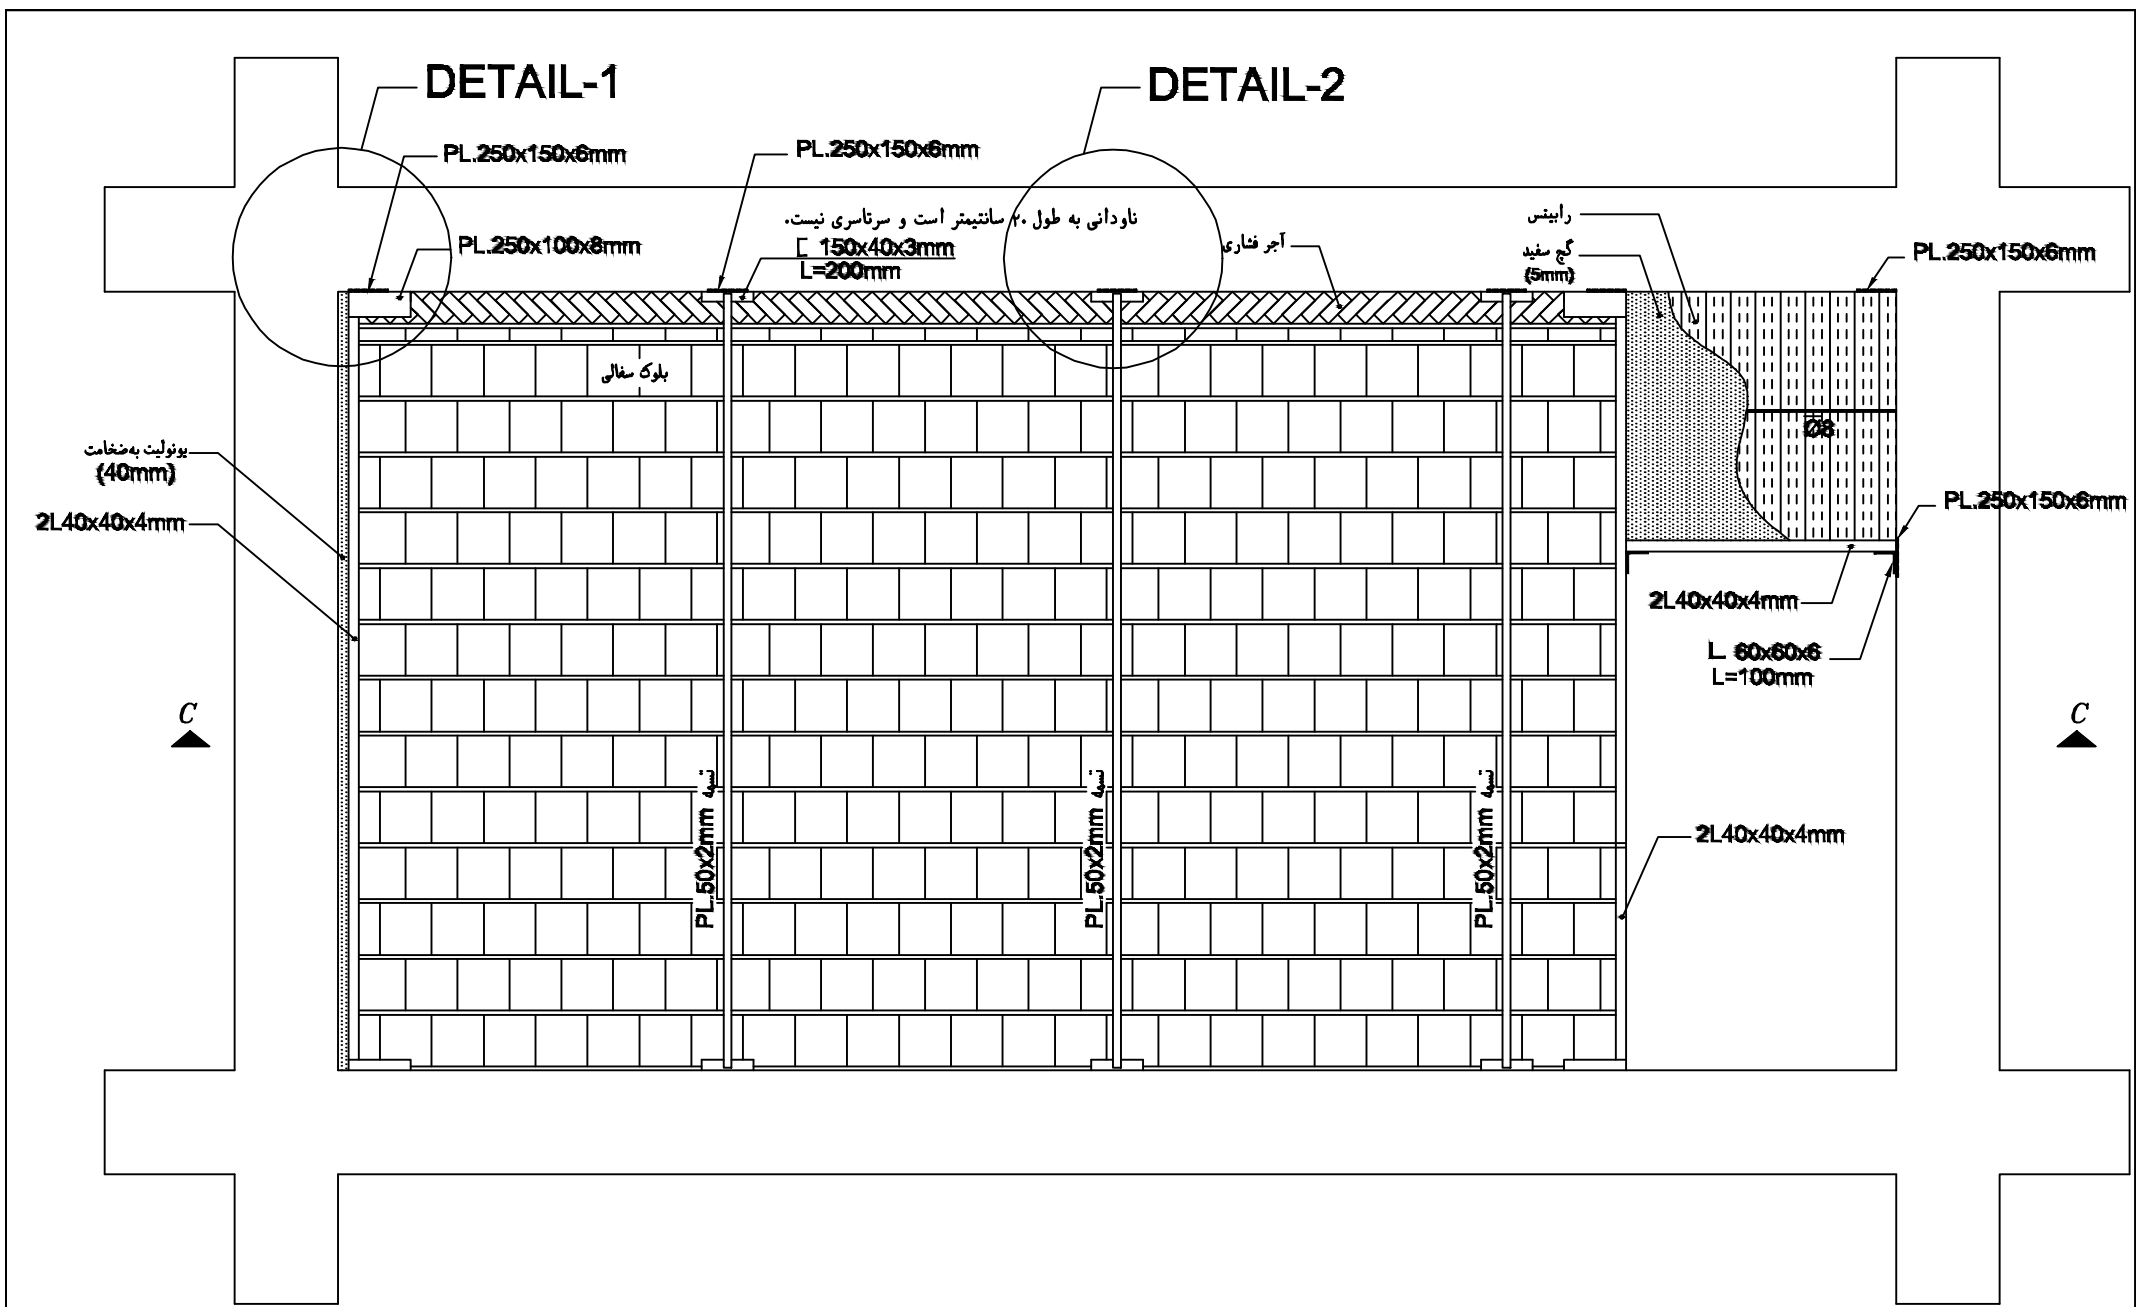 DETAIL-1
DETAIL-2
PL.250x150x6mm
PL.250x150x6mm
ناودانی به طول ۲۰ سانتیمتر است و سرتاسری نیست.
[ 150x40x3mm
L=200mm
PL.250x100x8mm
آجر فشاری
رابیتس
گچ سفید
(5mm)
PL.250x150x6mm
بلوک سفالی
Ø8
یونولیت به ضخامت
(40mm)
2L40x40x4mm
PL.250x150x6mm
2L40x40x4mm
L 60x60x6
L=100mm
C
C
تسمه PL.50x2mm
تسمه PL.50x2mm
تسمه PL.50x2mm
2L40x40x4mm